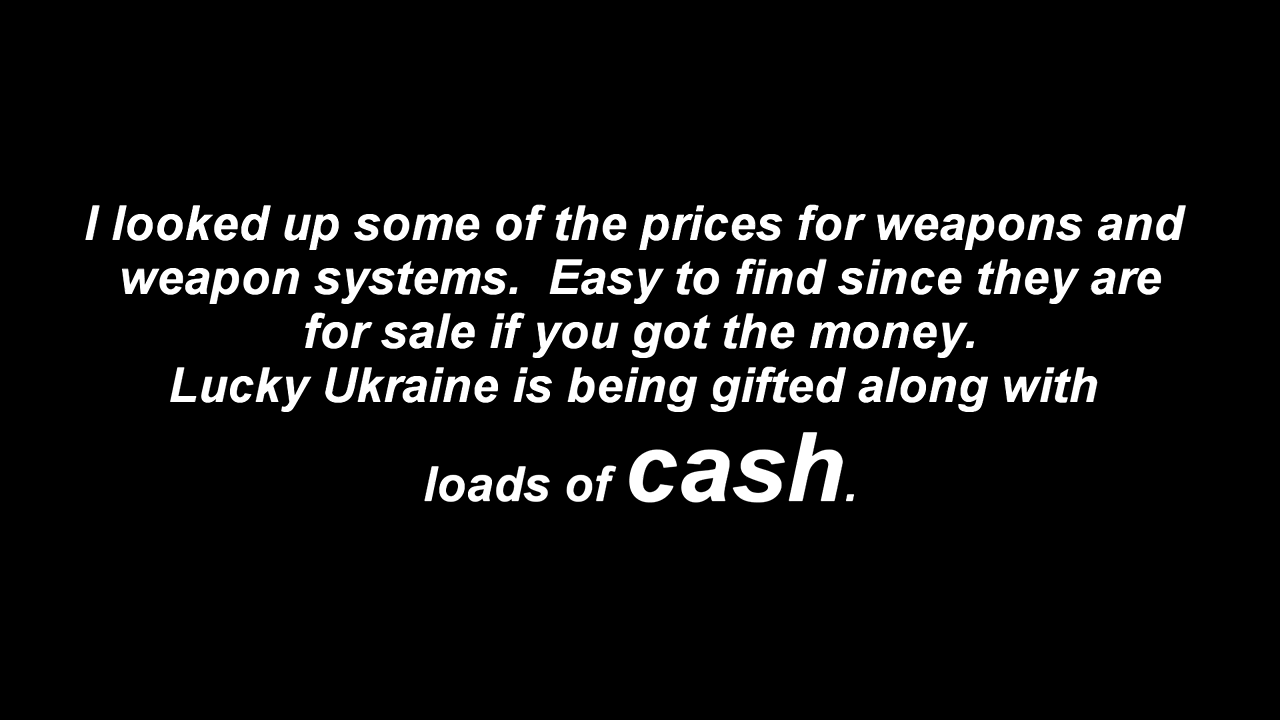 I looked up some of the prices for weapons and
weapon systems.  Easy to find since they are
for sale if you got the money.
Lucky Ukraine is being gifted along with
loads of cash.